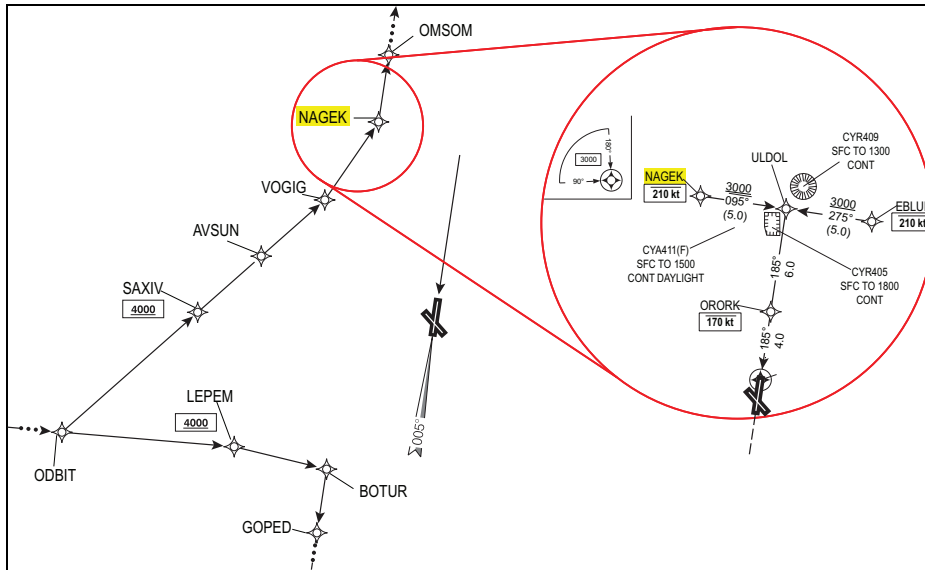 OMSOM
NAGEK
VOGIG
AVSUN
SAXIV
4000
LEPEM
4000
ODBIT
BOTUR
GOPED
005°
180°
3000
90°
NAGEK
210 kt
3000
095°
(5.0)
ULDOL
CYR409
SFC TO 1300
CONT
3000
275°
(5.0)
210 kt
CYA411(F)
SFC TO 1500
CONT DAYLIGHT
CYR405
SFC TO 1800
CONT
185°
6.0
ORORK
170 kt
185°
4.0